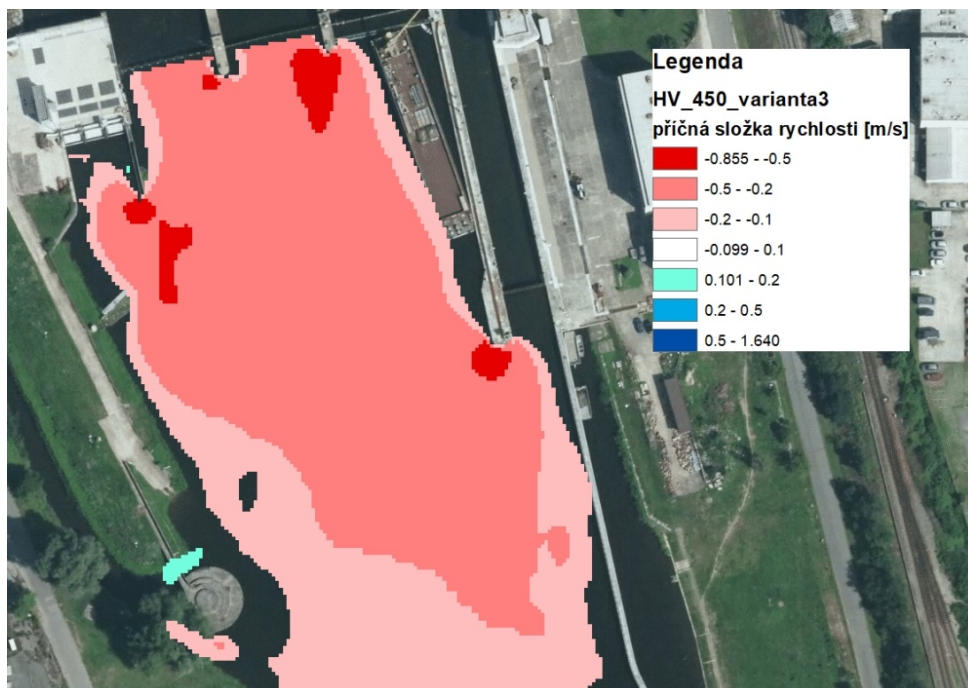 Legenda
HV_450_varianta3
příčná složka rychlosti [m/s]
-0.855 - -0.5
-0.5 - -0.2
-0.2 - -0.1
-0.099 - 0.1
0.101 - 0.2
0.2 - 0.5
0.5 - 1.640